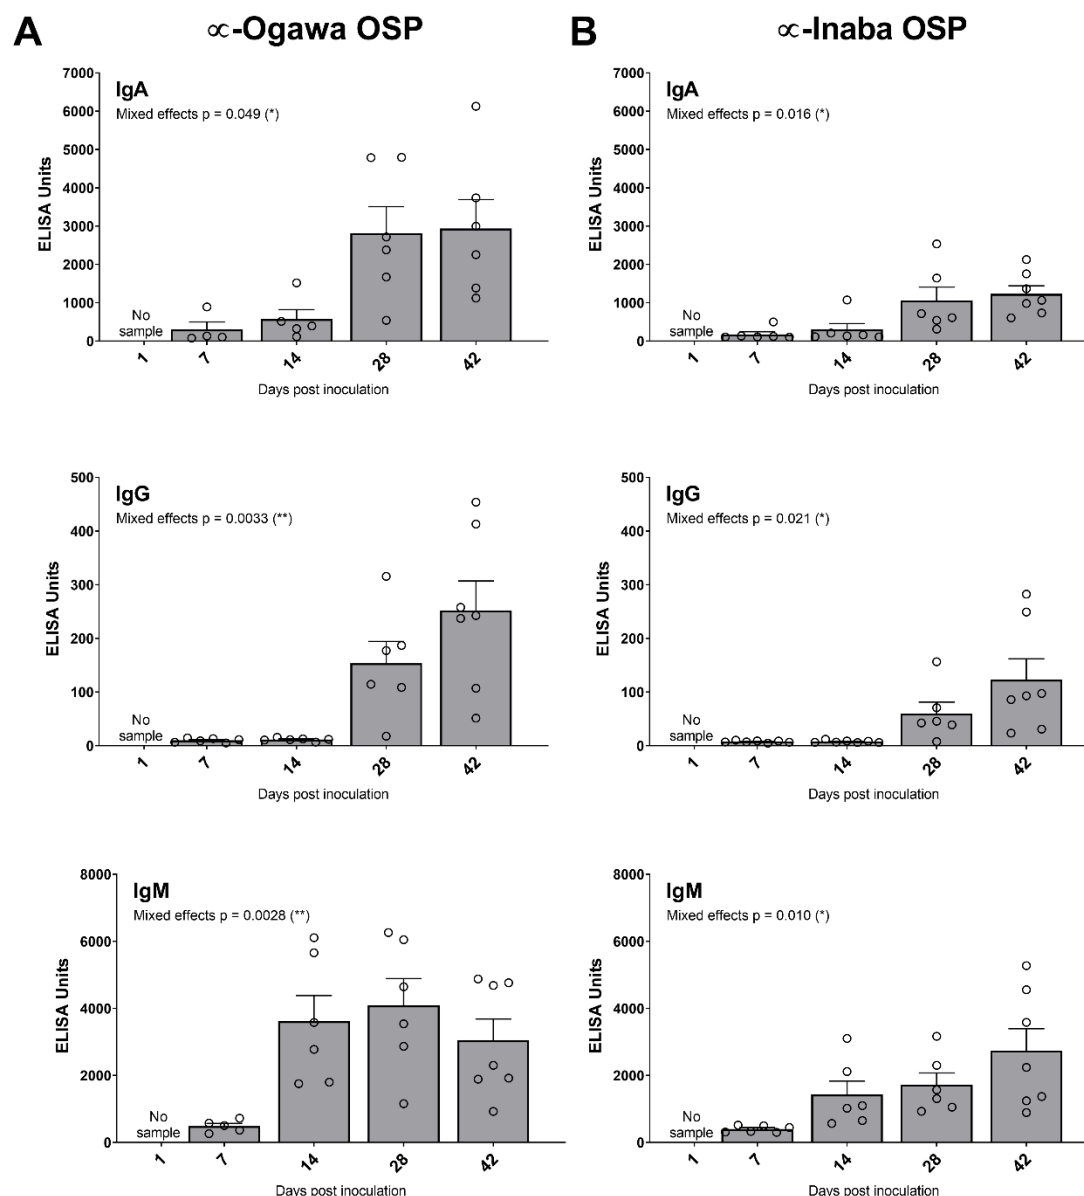 A
∝-Ogawa OSP
B
∝-Inaba OSP
IgA
Mixed effects p = 0.049 (*)
ELISA Units
7000
6000
5000
4000
3000
2000
1000
0
No
sample
1
7
14
28
42
Days post inoculation
IgA
Mixed effects p = 0.016 (*)
ELISA Units
7000
6000
5000
4000
3000
2000
1000
0
No
sample
1
7
14
28
42
Days post inoculation
IgG
Mixed effects p = 0.0033 (**)
ELISA Units
500
400
300
200
100
0
No
sample
1
7
14
28
42
Days post inoculation
IgG
Mixed effects p = 0.021 (*)
ELISA Units
500
400
300
200
100
0
No
sample
1
7
14
28
42
Days post inoculation
IgM
Mixed effects p = 0.0028 (**)
ELISA Units
8000
6000
4000
2000
0
No
sample
1
7
14
28
42
Days post inoculation
IgM
Mixed effects p = 0.010 (*)
ELISA Units
8000
6000
4000
2000
0
No
sample
1
7
14
28
42
Days post inoculation